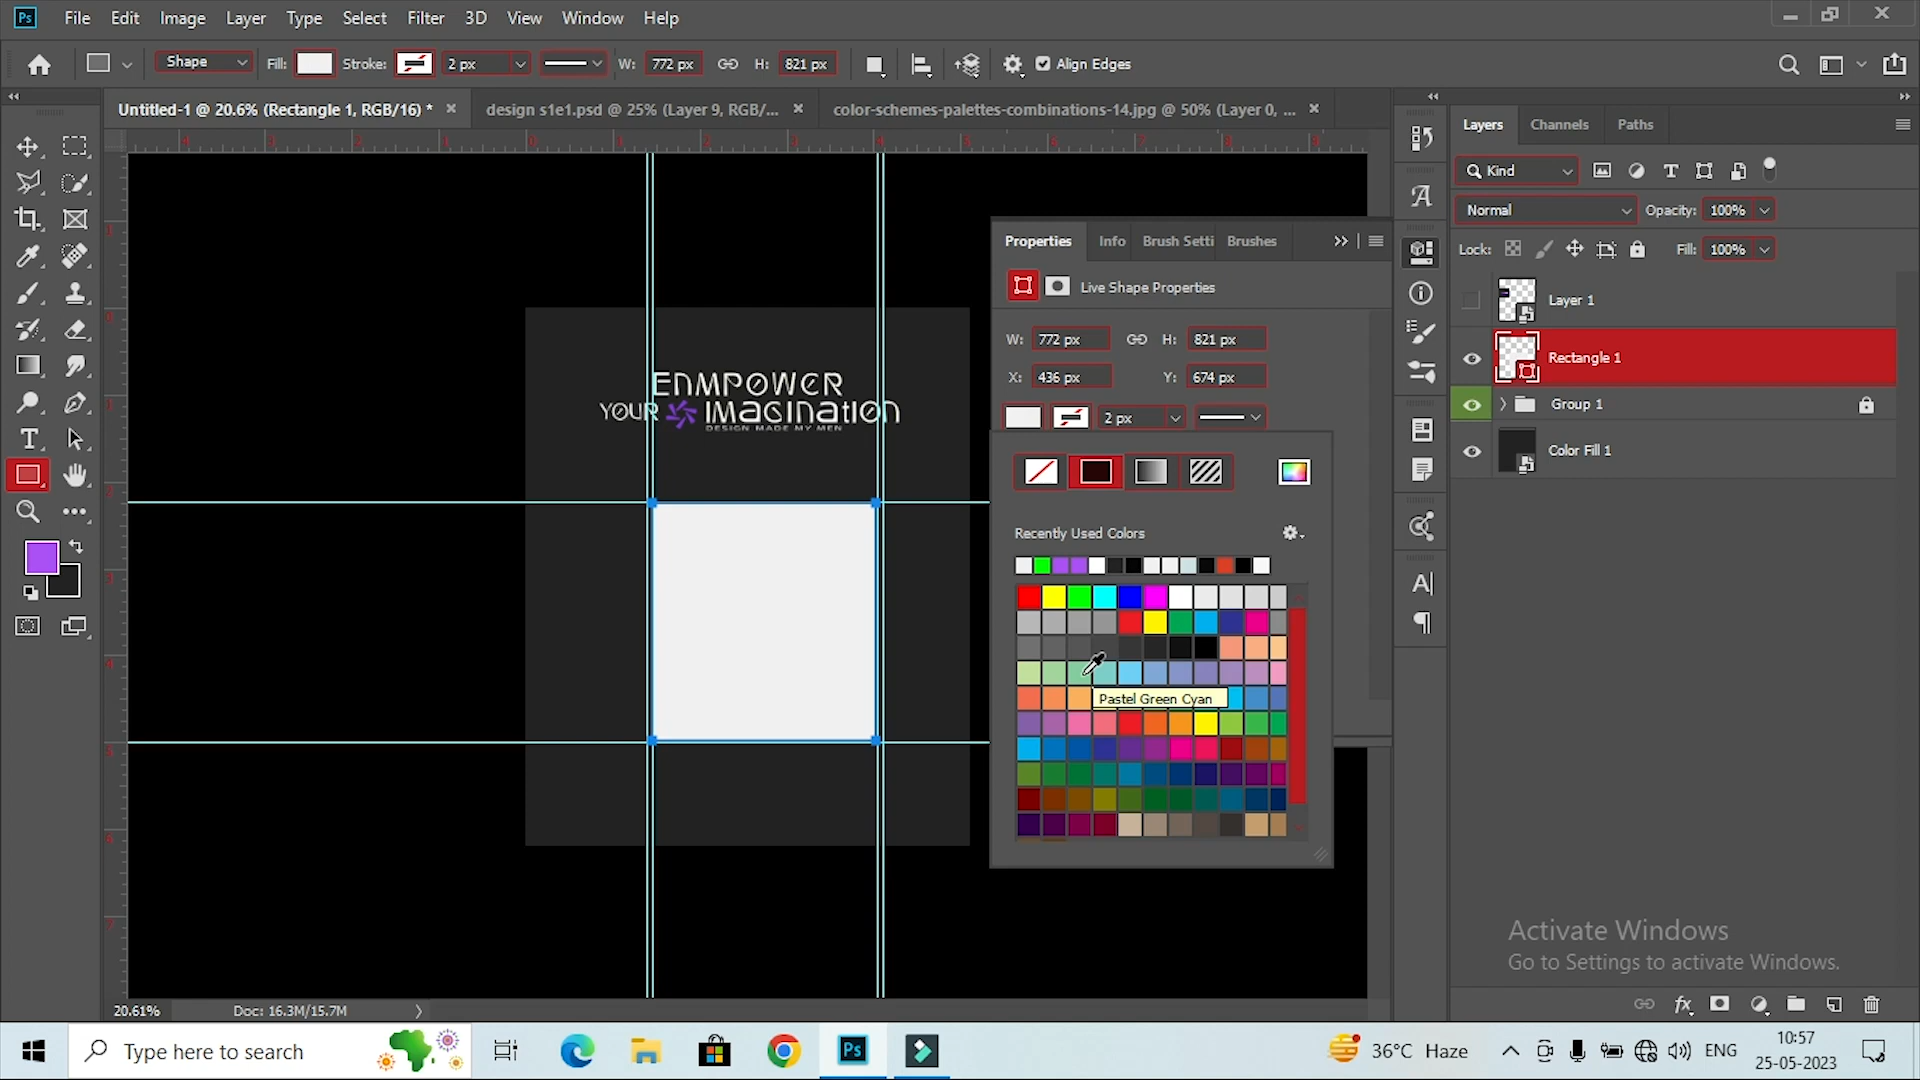 Ps File Edit Image Layer Type Select Filter 3D View Window Help
Shape Fill: Stroke: 2 px W: 772 px H: 821 px Align Edges
Untitled-1 @ 20.6% (Rectangle 1, RGB/16) * design s1e1.psd @ 25% (Layer 9, RGB/... color-schemes-palettes-combinations-14.jpg @ 50% (Layer 0, ...
Layers Channels Paths
Kind
Normal Opacity: 100%
Lock: Fill: 100%
Layer 1
Rectangle 1
Group 1
Color Fill 1
Properties Info Brush Setti Brushes
Live Shape Properties
W: 772 px H: 821 px
X: 436 px Y: 674 px
2 px
Recently Used Colors
Pastel Green Cyan
ENMPOWER
YOUR IMAGINATION
DESIGN MADE MY MEN
Activate Windows
Go to Settings to activate Windows.
20.61% Doc: 16.3M/15.7M
Type here to search
Ps
36°C Haze
ENG
10:57
25-05-2023